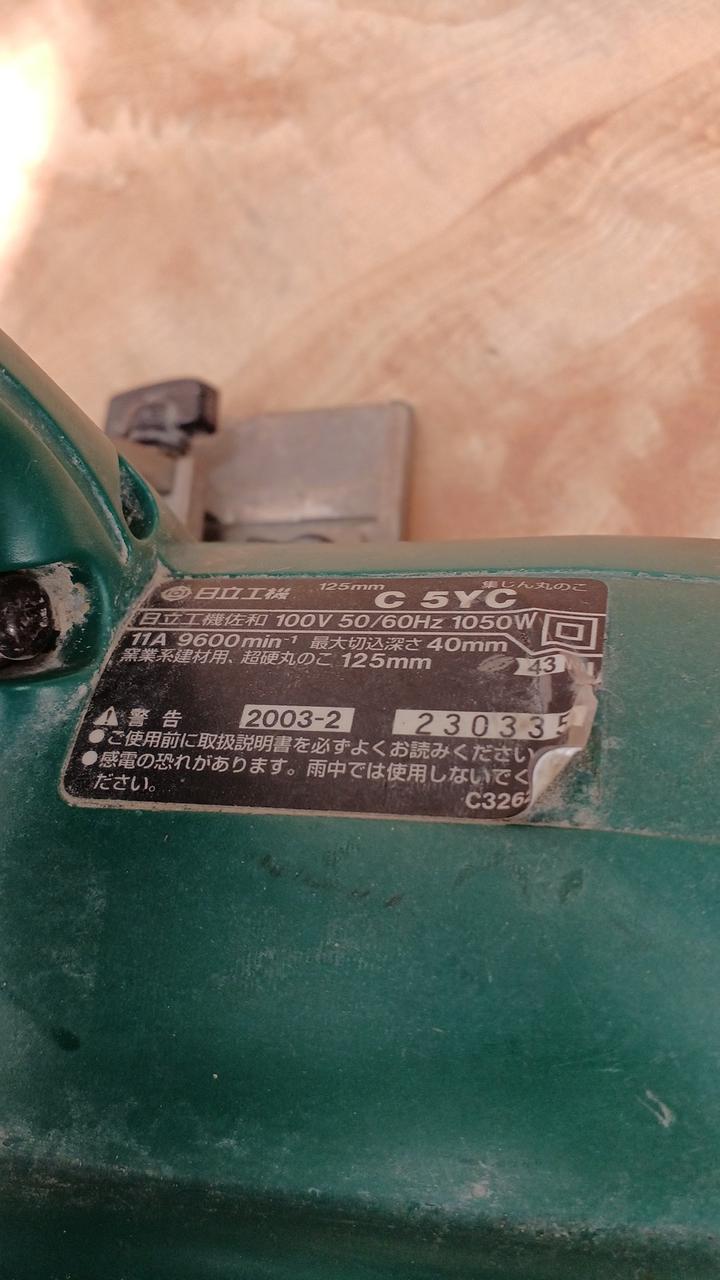 日立工機 125mm C 5YC 集じん丸のこ
日立工機佐和 100V 50/60Hz 1050W
11A 9600min⁻¹ 最大切込深さ 40mm
窯業系建材用、超硬丸のこ 125mm 43
⚠警告 2003-2 230335
●ご使用前に取扱説明書を必ずよくお読みください
●感電の恐れがあります。雨中では使用しないでく
ださい。
C326